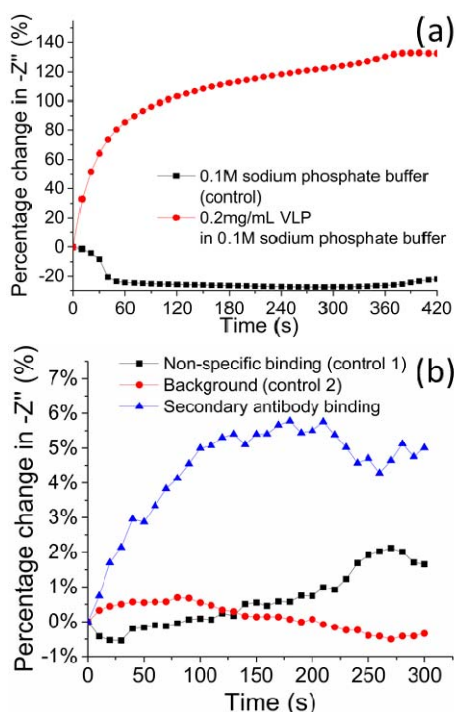 (a)
Percentage change in -Z" (%)
140
120
100
80
60
40
20
0
-20
0.1M sodium phosphate buffer
(control)
0.2mg/mL VLP
in 0.1M sodium phosphate buffer
0 60 120 180 240 300 360 420
Time (s)
(b)
Percentage change in -Z" (%)
7%
6%
5%
4%
3%
2%
1%
0%
-1%
Non-specific binding (control 1)
Background (control 2)
Secondary antibody binding
0 50 100 150 200 250 300
Time (s)